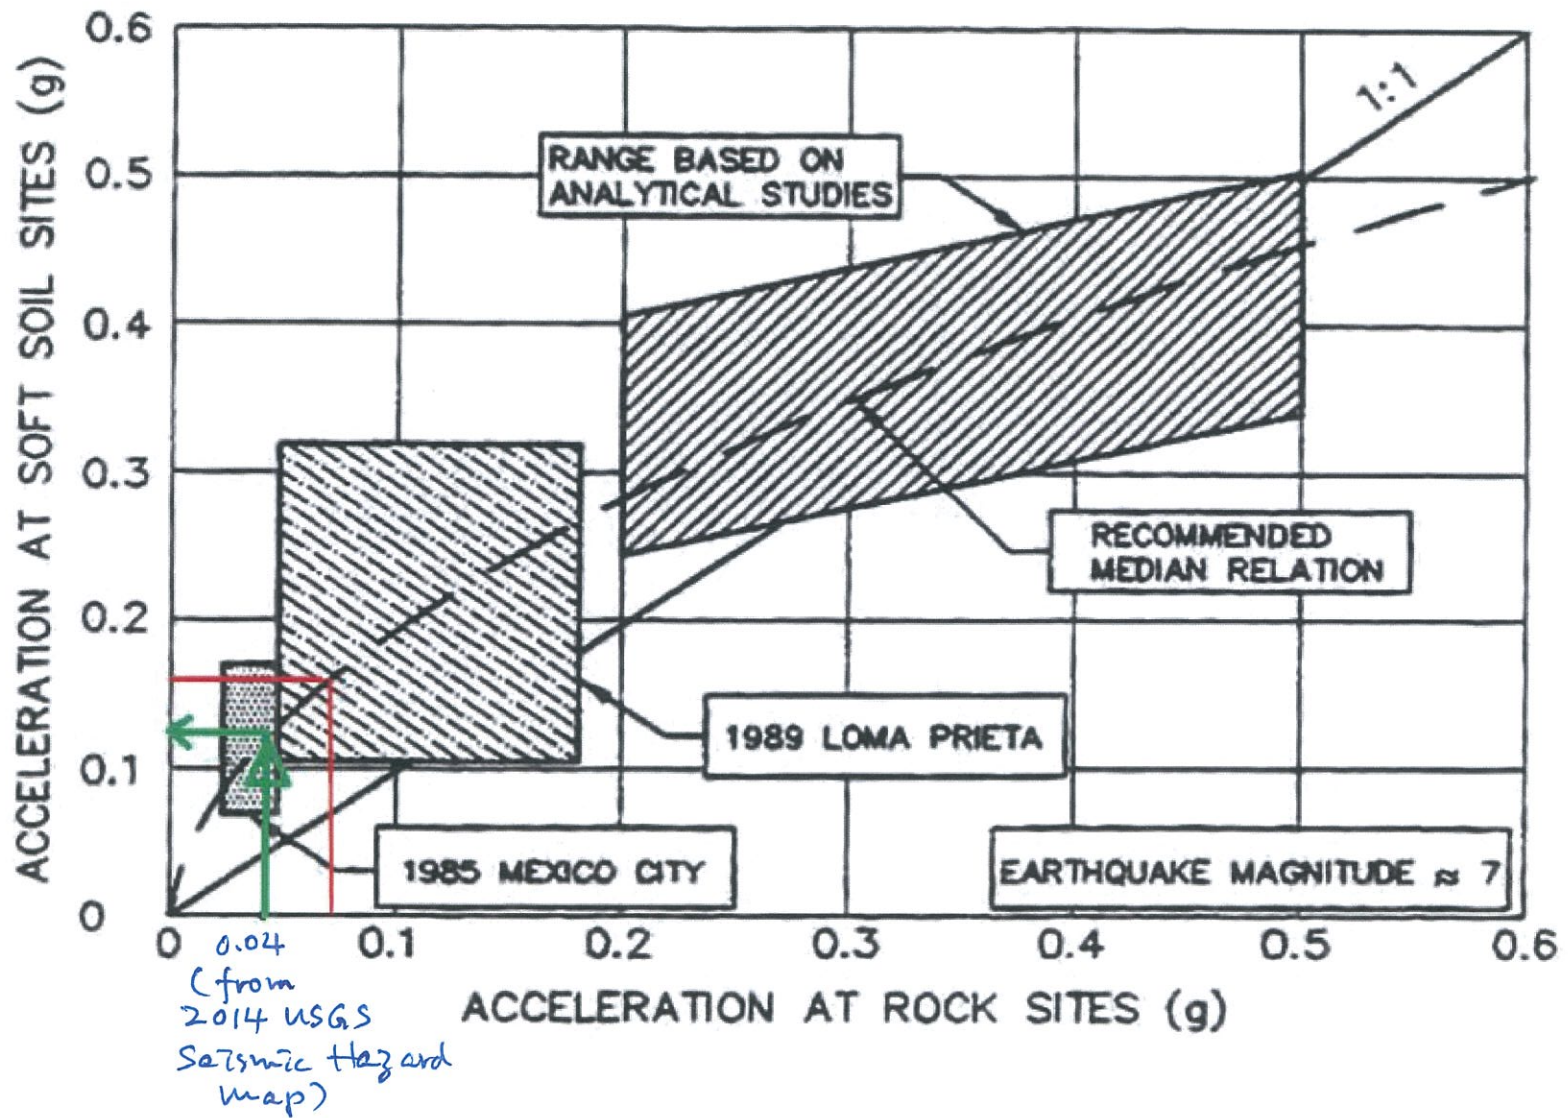 ACCELERATION AT SOFT SOIL SITES (g)
0.6
0.5
0.4
0.3
0.2
0.1
0
1:1
RANGE BASED ON
ANALYTICAL STUDIES
RECOMMENDED
MEDIAN RELATION
1989 LOMA PRIETA
1985 MEXICO CITY
EARTHQUAKE MAGNITUDE ≈ 7
0 0.1 0.2 0.3 0.4 0.5 0.6
ACCELERATION AT ROCK SITES (g)
0.04
(from
2014 USGS
Seismic Hazard
map)